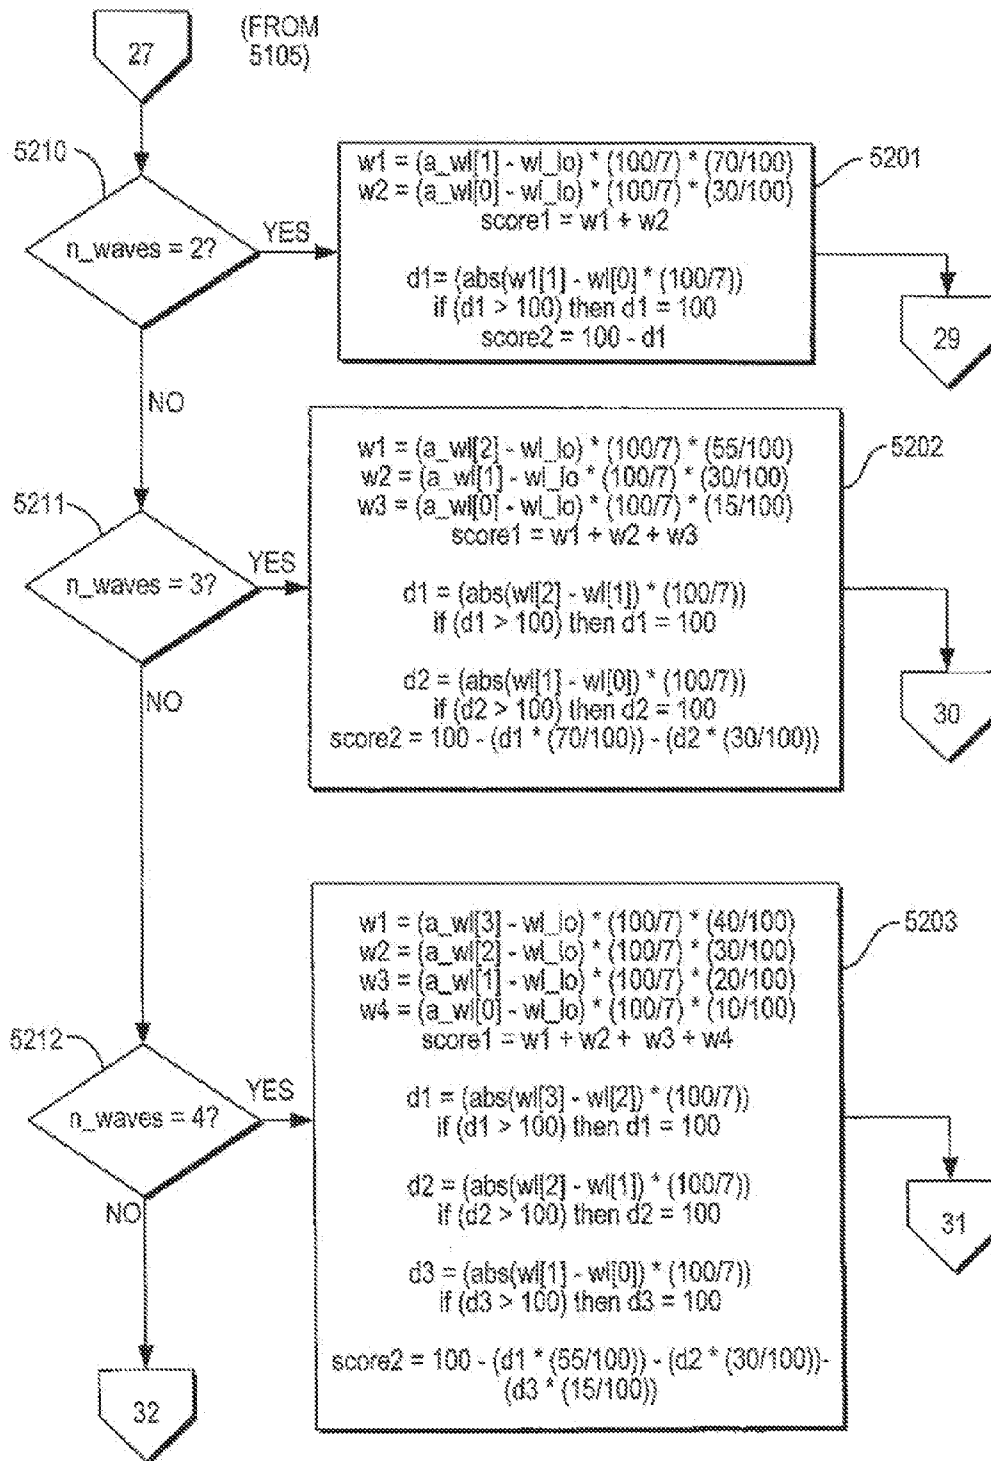 27
(FROM
5105)
5210
n_waves = 2?
YES
NO
w1 = (a_wl[1] - wl_lo) * (100/7) * (70/100)
w2 = (a_wl[0] - wl_lo) * (100/7) * (30/100)
score1 = w1 + w2
d1= (abs(w1[1] - wl[0] * (100/7))
if (d1 > 100) then d1 = 100
score2 = 100 - d1
5201
29
5211
n_waves = 3?
YES
NO
w1 = (a_wl[2] - wl_lo) * (100/7) * (55/100)
w2 = (a_wl[1] - wl_lo * (100/7) * (30/100)
w3 = (a_wl[0] - wl_lo) * (100/7) * (15/100)
score1 = w1 + w2 + w3
d1 = (abs(wl[2] - wl[1]) * (100/7))
if (d1 > 100) then d1 = 100
d2 = (abs(wl[1] - wl[0]) * (100/7))
if (d2 > 100) then d2 = 100
score2 = 100 - (d1 * (70/100)) - (d2 * (30/100))
5202
30
5212
n_waves = 4?
YES
NO
w1 = (a_wl[3] - wl_lo) * (100/7) * (40/100)
w2 = (a_wl[2] - wl_lo) * (100/7) * (30/100)
w3 = (a_wl[1] - wl_lo) * (100/7) * (20/100)
w4 = (a_wl[0] - wl_lo) * (100/7) * (10/100)
score1 = w1 + w2 + w3 + w4
d1 = (abs(wl[3] - wl[2]) * (100/7))
if (d1 > 100) then d1 = 100
d2 = (abs(wl[2] - wl[1]) * (100/7))
if (d2 > 100) then d2 = 100
d3 = (abs(wl[1] - wl[0]) * (100/7))
if (d3 > 100) then d3 = 100
score2 = 100 - (d1 * (55/100)) - (d2 * (30/100))-
(d3 * (15/100))
5203
31
32